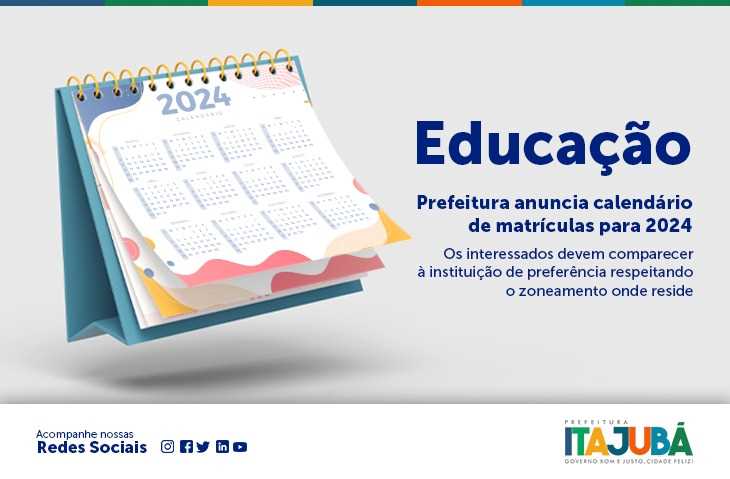 2024
CALENDÁRIO
Educação
Prefeitura anuncia calendário
de matrículas para 2024
Os interessados devem comparecer
à instituição de preferência respeitando
o zoneamento onde reside
Acompanhe nossas
Redes Sociais
PREFEITURA
ITAJUBÁ
GOVERNO BOM E JUSTO, CIDADE FELIZ!